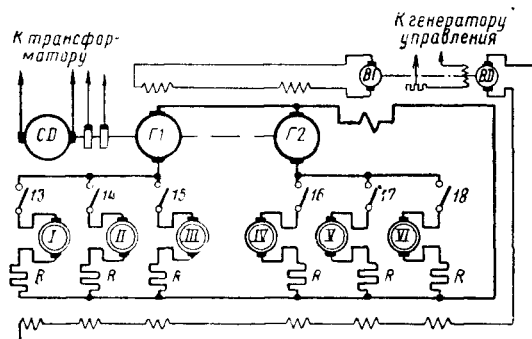 К трансфор-
матору
К генератору
управления
ВГ
ВД
СД
Г1
Г2
13
14
15
16
17
18
I
II
III
IV
V
VI
R
R
R
R
R
R